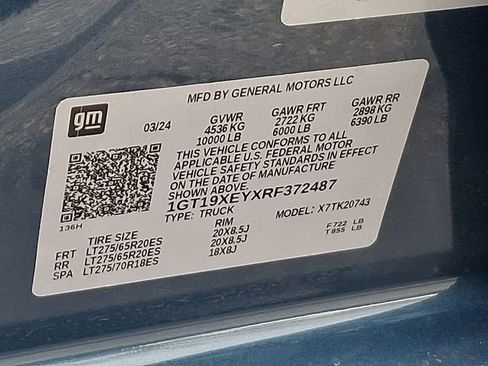 MFD BY GENERAL MOTORS LLC
gm
03/24 GVWR GAWR FRT GAWR RR
4536 KG 2722 KG 2898 KG
10000 LB 6000 LB 6390 LB
THIS VEHICLE CONFORMS TO ALL
APPLICABLE U.S. FEDERAL MOTOR
VEHICLE SAFETY STANDARDS IN EFFECT
ON THE DATE OF MANUFACTURE
SHOWN ABOVE.
1GT19XEYXRF372487
TYPE: TRUCK MODEL: X7TK20743
136H
TIRE SIZE RIM F722 LB
FRT LT275/65R20ES 20X8.5J T855 LB
RR LT275/65R20ES 20X8.5J
SPA LT275/70R18ES 18X8J